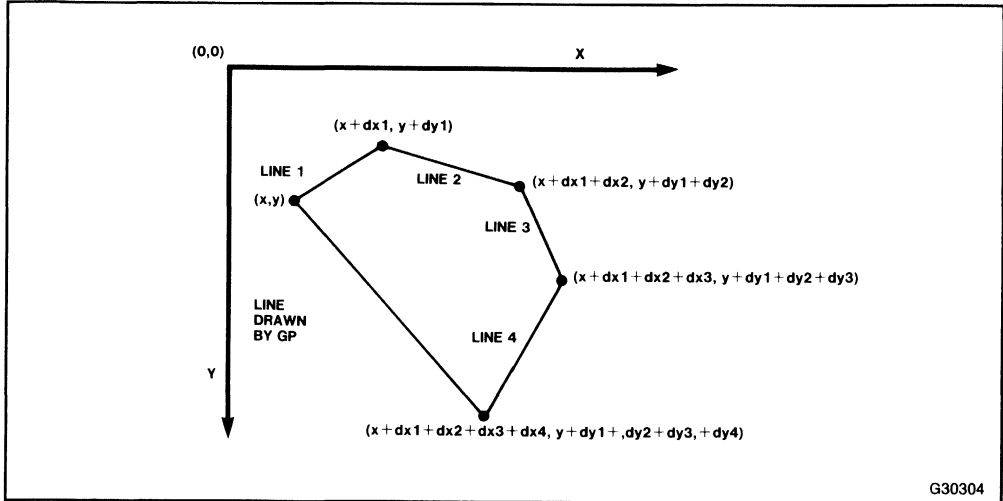 (0,0)
X
(x+dx1, y+dy1)
LINE 1
LINE 2
(x+dx1+dx2, y+dy1+dy2)
(x,y)
LINE 3
(x+dx1+dx2+dx3, y+dy1+dy2+dy3)
LINE
DRAWN
BY GP
LINE 4
Y
(x+dx1+dx2+dx3+dx4, y+dy1+,dy2+dy3,+dy4)
G30304